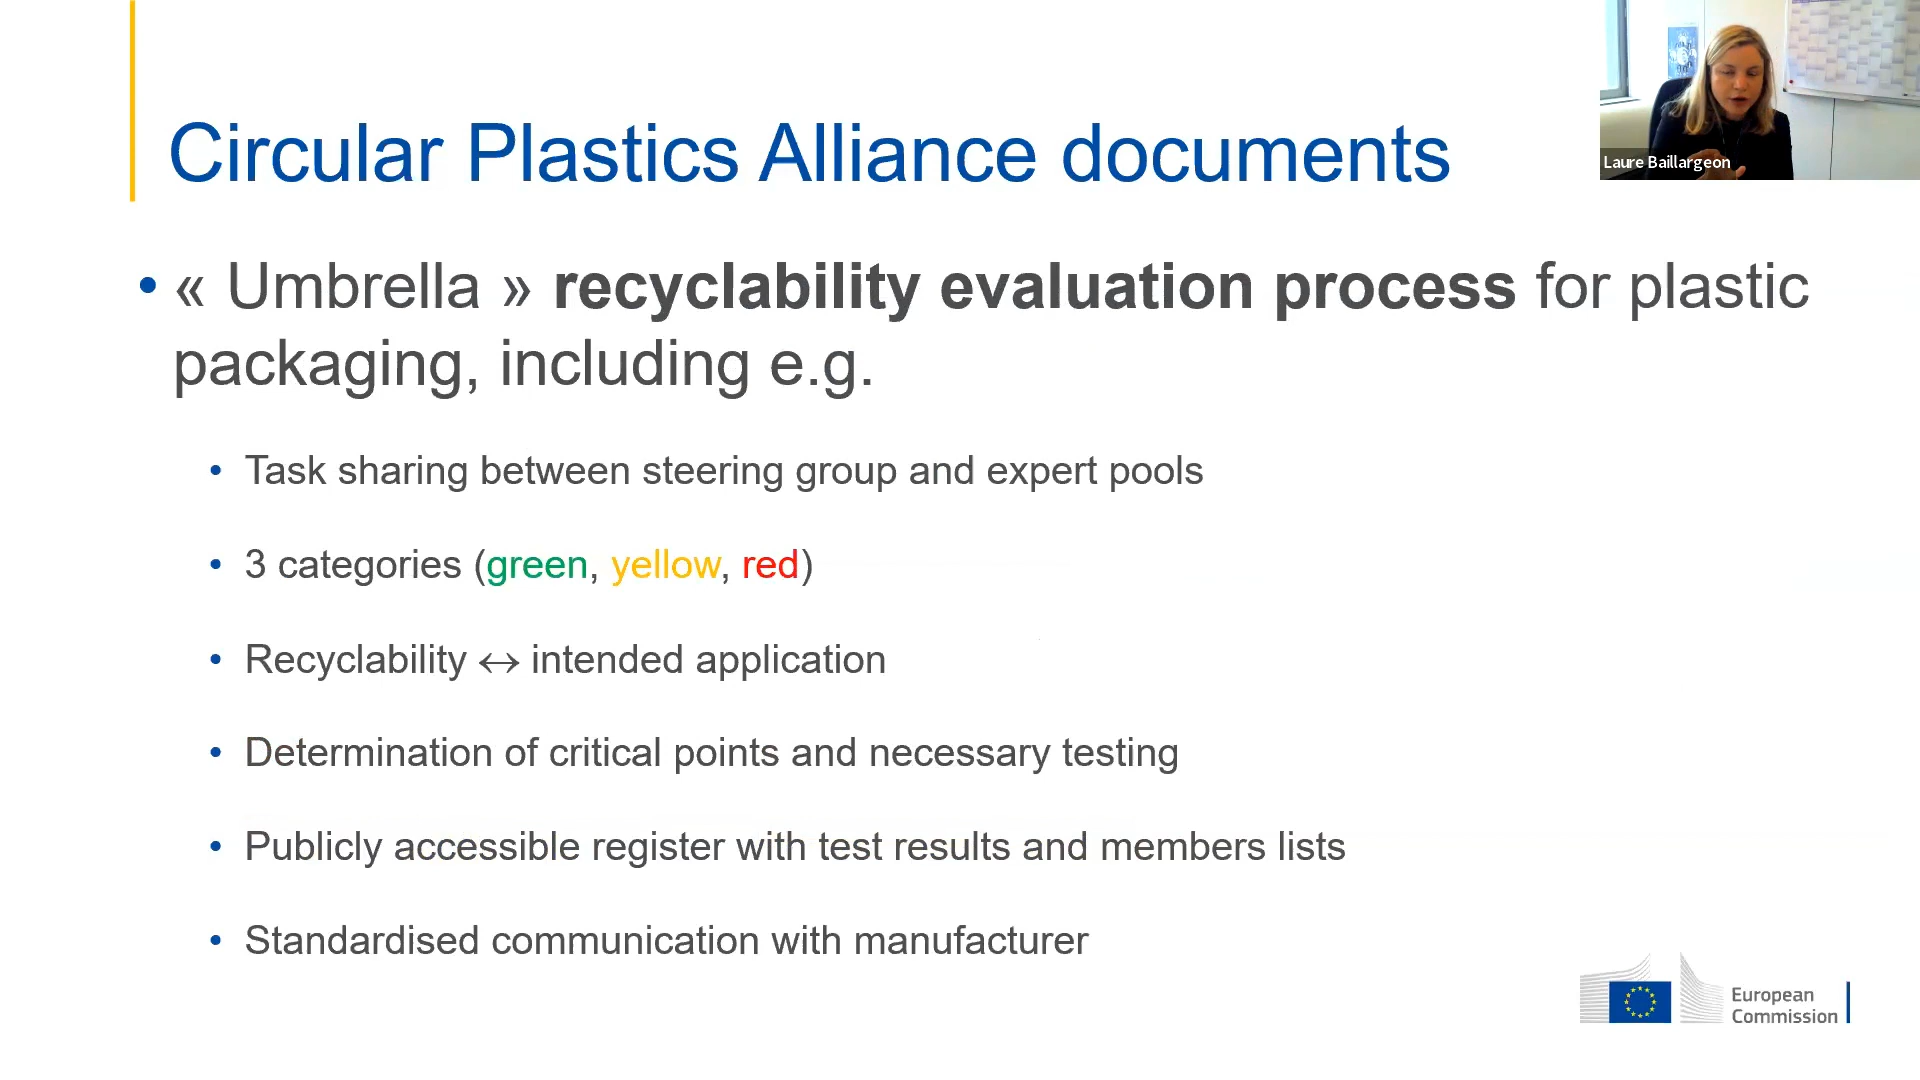 Circular Plastics Alliance documents
Laure Baillargeon
• « Umbrella » recyclability evaluation process for plastic
packaging, including e.g.
• Task sharing between steering group and expert pools
• 3 categories (green, yellow, red)
• Recyclability ↔ intended application
• Determination of critical points and necessary testing
• Publicly accessible register with test results and members lists
• Standardised communication with manufacturer
European
Commission